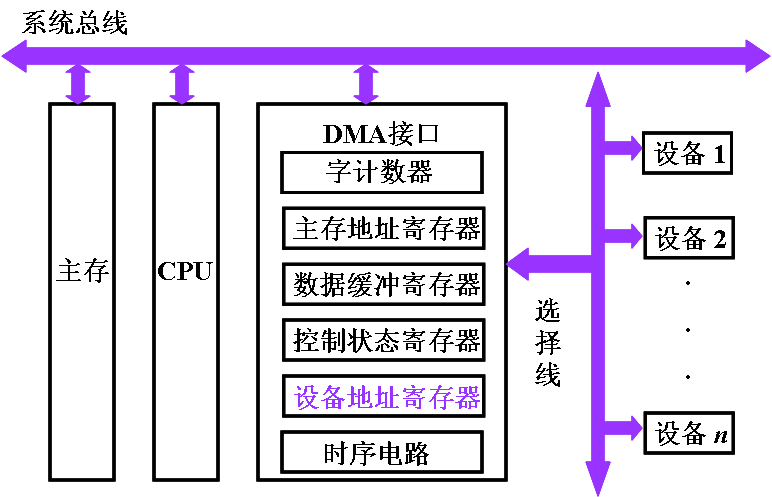 系统总线
主存
CPU
DMA接口
字计数器
主存地址寄存器
数据缓冲寄存器
控制状态寄存器
设备地址寄存器
时序电路
选择线
设备 1
设备 2
设备 n